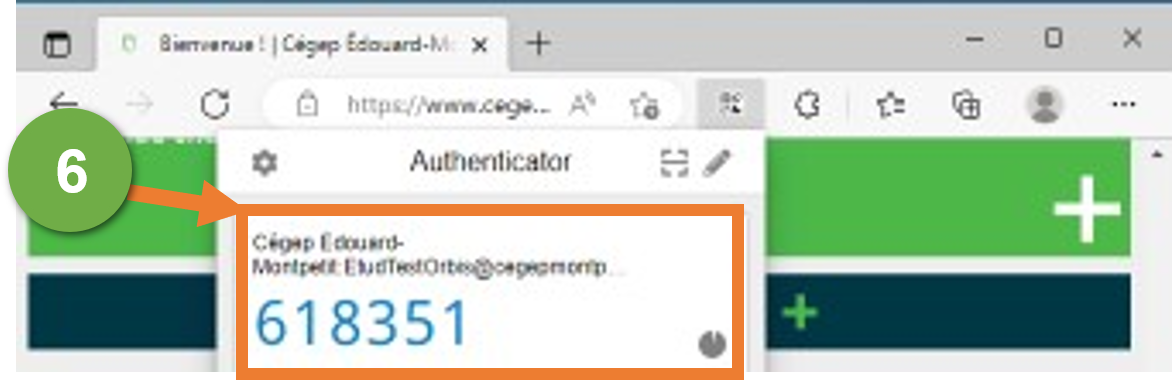 Bienvenue ! | Cégep Édouard-M
https://www.cege...
6
Authenticator
Cégep Édouard-
Montpetit:EtudTestOrbis@cegepmontp...
618351